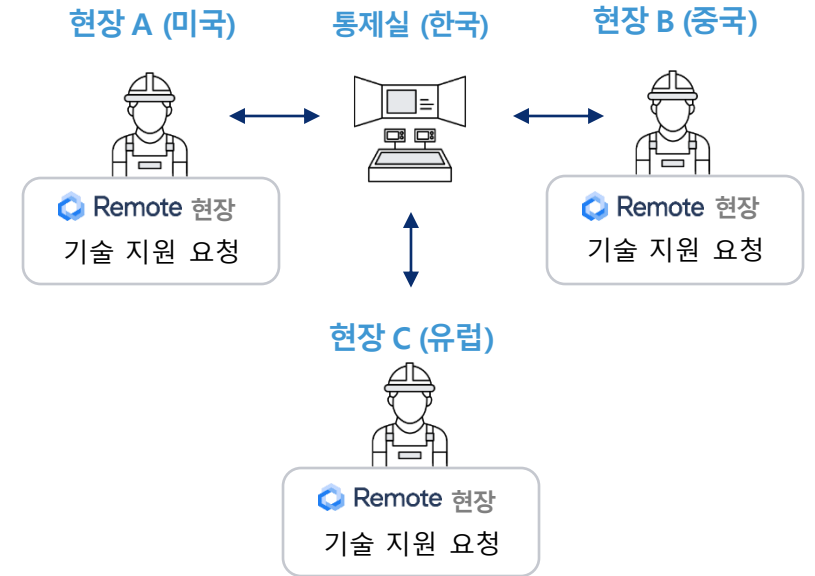 현장 A (미국)
통제실 (한국)
현장 B (중국)
Remote 현장
기술 지원 요청
Remote 현장
기술 지원 요청
현장 C (유럽)
Remote 현장
기술 지원 요청